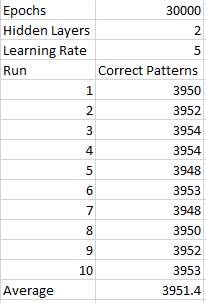 Epochs 30000
Hidden Layers 2
Learning Rate 5
Run Correct Patterns
1 3950
2 3952
3 3954
4 3954
5 3948
6 3953
7 3948
8 3950
9 3952
10 3953
Average 3951.4